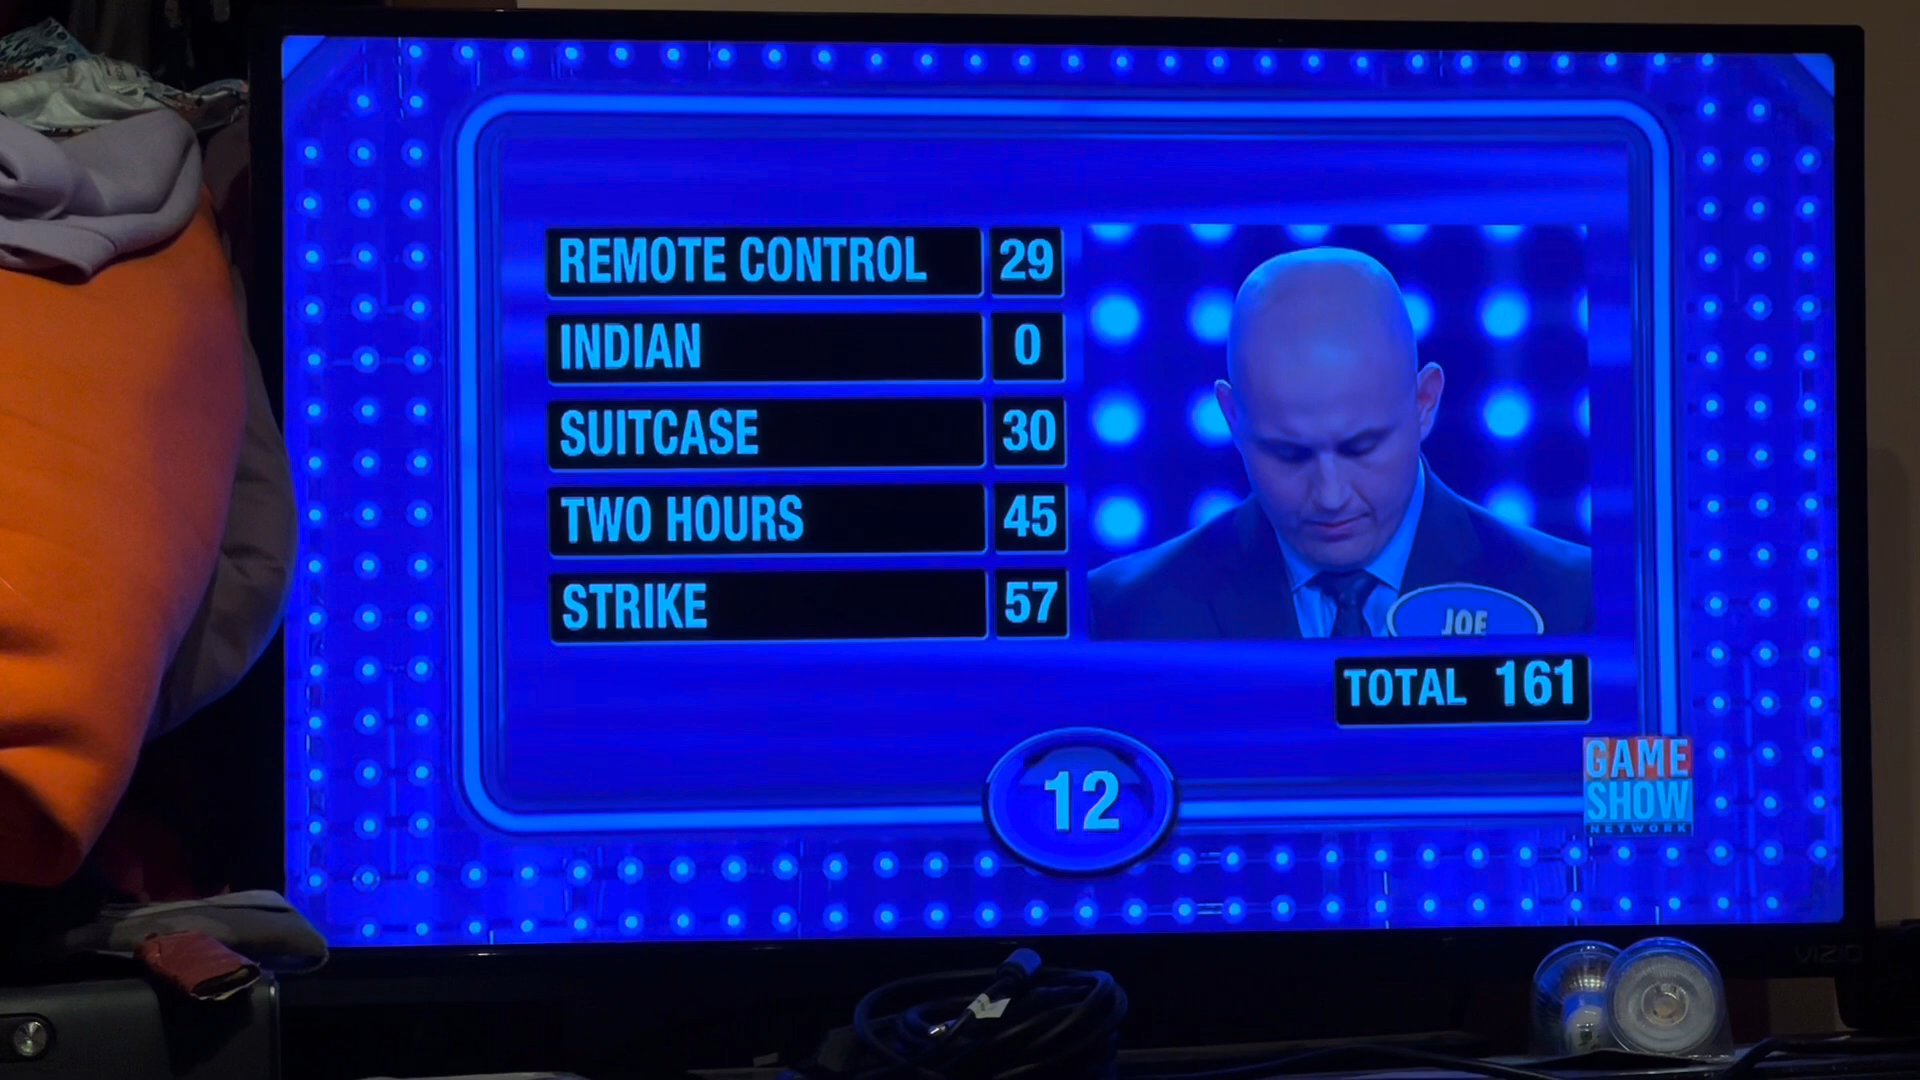 REMOTE CONTROL 29
INDIAN 0
SUITCASE 30
TWO HOURS 45
STRIKE 57
JOE
TOTAL 161
12
GAME
SHOW
NETWORK
VIZIO